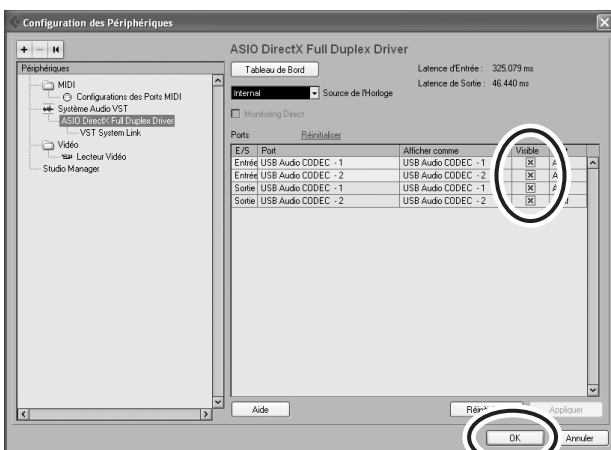 Configuration des Périphériques
+ -
Périphériques
MIDI
Configurations des Ports MIDI
Système Audio VST
ASIO DirectX Full Duplex Driver
VST System Link
Vidéo
Lecteur Vidéo
Studio Manager
ASIO DirectX Full Duplex Driver
Tableau de Bord
Latence d'Entrée : 325.079 ms
Latence de Sortie : 46.440 ms
Internal Source de l'Horloge
Monitoring Direct
Ports Réinitialiser
E/S Port Afficher comme Visible
Entrée USB Audio CODEC - 1 USB Audio CODEC - 1
Entrée USB Audio CODEC - 2 USB Audio CODEC - 2
Sortie USB Audio CODEC - 1 USB Audio CODEC - 1
Sortie USB Audio CODEC - 2 USB Audio CODEC - 2
Aide Appliquer
OK Annuler